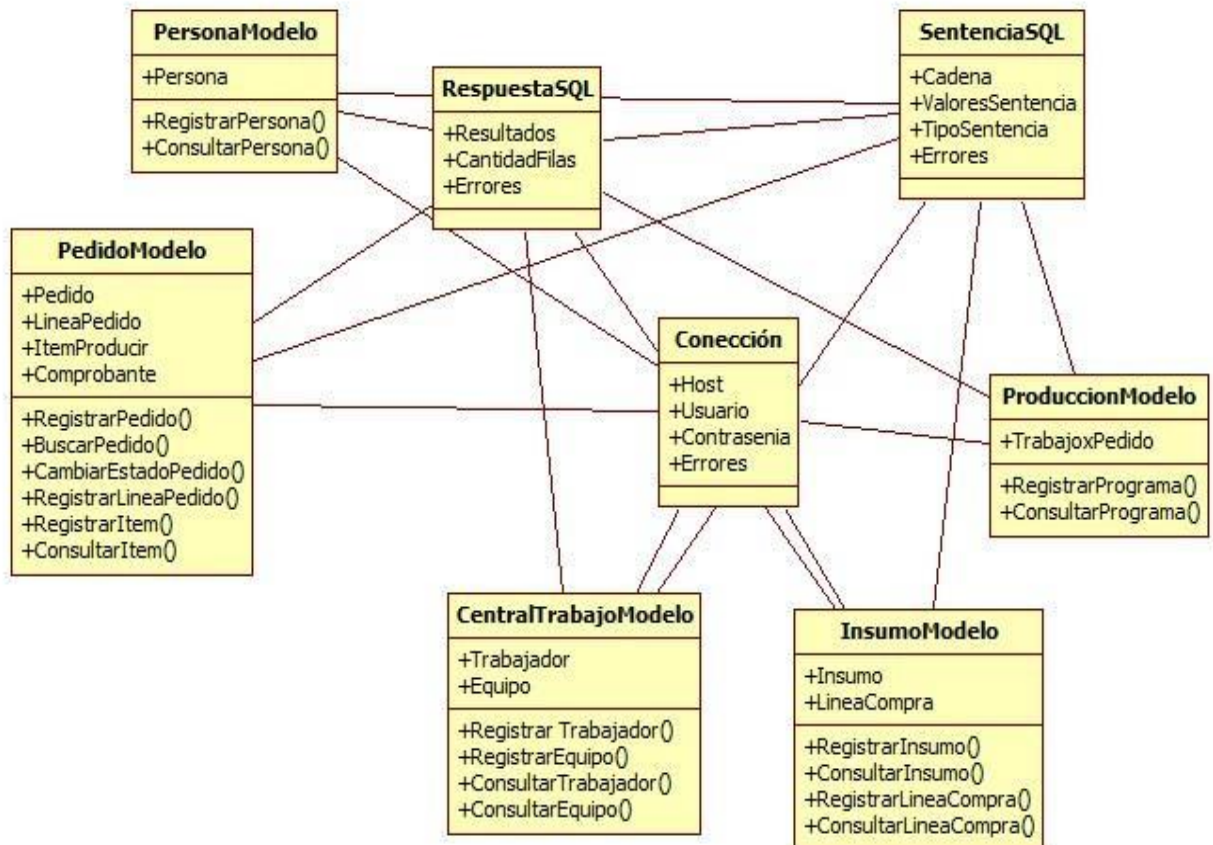 PersonaModelo
+Persona
+RegistrarPersona()
+ConsultarPersona()
RespuestaSQL
+Resultados
+CantidadFilas
+Errores
SentenciaSQL
+Cadena
+ValoresSentencia
+TipoSentencia
+Errores
PedidoModelo
+Pedido
+LineaPedido
+ItemProducir
+Comprobante
+RegistrarPedido()
+BuscarPedido()
+CambiarEstadoPedido()
+RegistrarLineaPedido()
+RegistrarItem()
+ConsultarItem()
Conección
+Host
+Usuario
+Contrasenia
+Errores
ProduccionModelo
+TrabajoxPedido
+RegistrarPrograma()
+ConsultarPrograma()
CentralTrabajoModelo
+Trabajador
+Equipo
+Registrar Trabajador()
+RegistrarEquipo()
+ConsultarTrabajador()
+ConsultarEquipo()
InsumoModelo
+Insumo
+LineaCompra
+RegistrarInsumo()
+ConsultarInsumo()
+RegistrarLineaCompra()
+ConsultarLineaCompra()